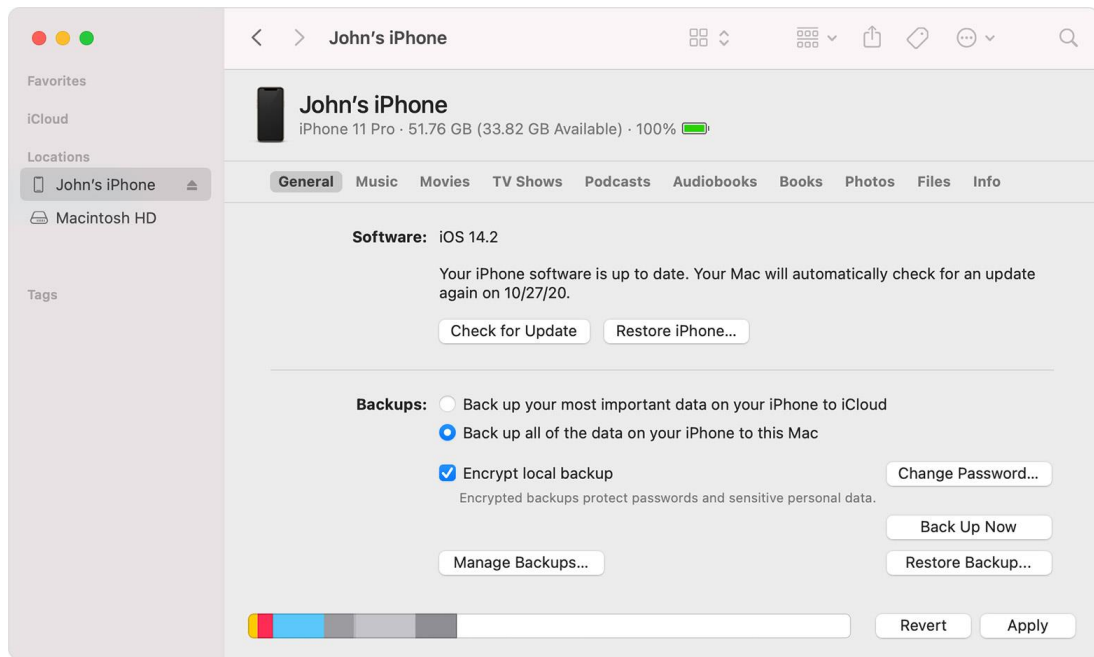 John's iPhone
Favorites
iCloud
Locations
John's iPhone
Macintosh HD
Tags
John's iPhone
iPhone 11 Pro · 51.76 GB (33.82 GB Available) · 100%
General Music Movies TV Shows Podcasts Audiobooks Books Photos Files Info
Software: iOS 14.2
Your iPhone software is up to date. Your Mac will automatically check for an update
again on 10/27/20.
Check for Update Restore iPhone...
Backups: Back up your most important data on your iPhone to iCloud
Back up all of the data on your iPhone to this Mac
Encrypt local backup Change Password...
Encrypted backups protect passwords and sensitive personal data.
Back Up Now
Manage Backups... Restore Backup...
Revert Apply